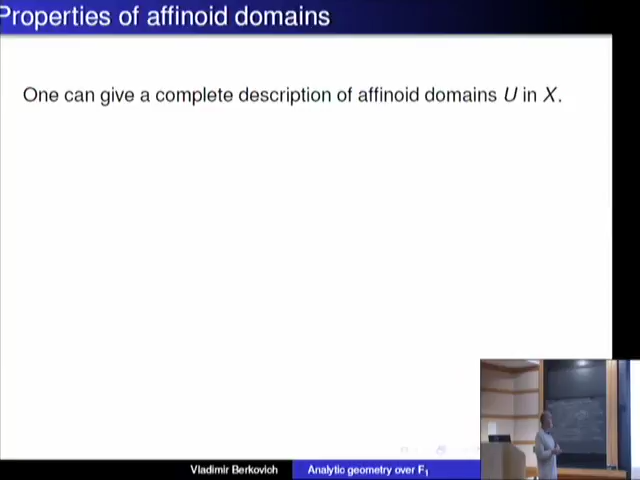 Properties of affinoid domains
One can give a complete description of affinoid domains U in X.
Vladimir Berkovich Analytic geometry over F₁